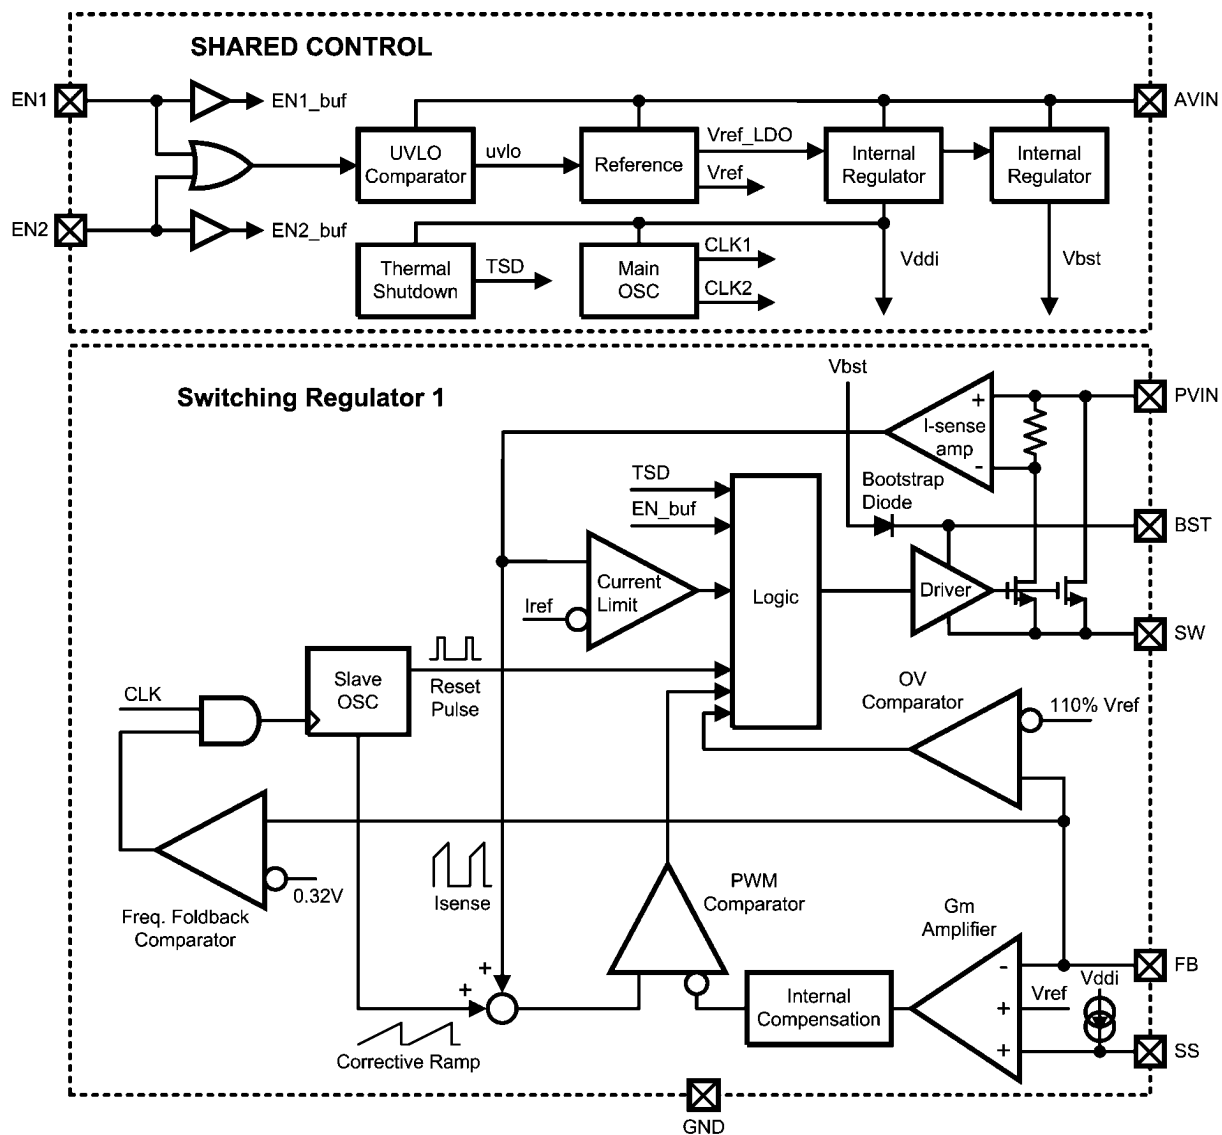 SHARED CONTROL
EN1
EN1_buf
AVIN
UVLO
Comparator
uvlo
Reference
Vref_LDO
Vref
Internal
Regulator
Internal
Regulator
EN2
EN2_buf
Thermal
Shutdown
TSD
Main
OSC
CLK1
CLK2
Vddi
Vbst
Switching Regulator 1
Vbst
PVIN
+
I-sense
amp
-
TSD
EN_buf
Bootstrap
Diode
BST
Current
Limit
Iref
Logic
Driver
SW
CLK
Slave
OSC
Reset
Pulse
OV
Comparator
110% Vref
0.32V
Freq. Foldback
Comparator
Isense
PWM
Comparator
Gm
Amplifier
+
+
Corrective Ramp
Internal
Compensation
-
+
+
FB
Vref
Vddi
SS
GND